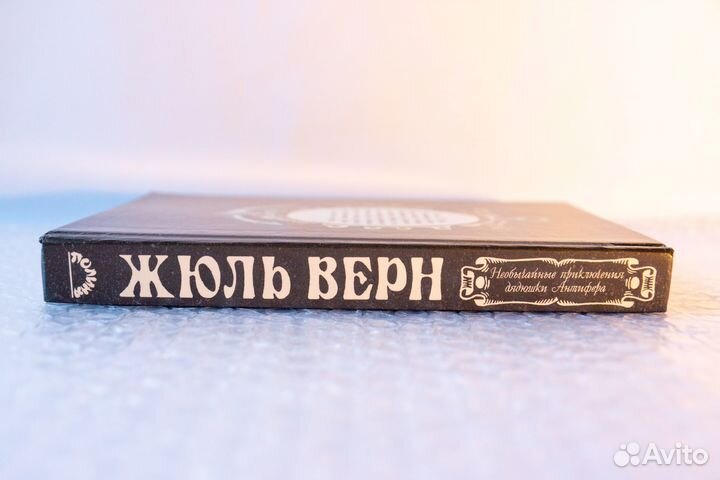 ЖЮЛЬ ВЕРН
Необычайные приключения
дядюшки Антифера
Avito